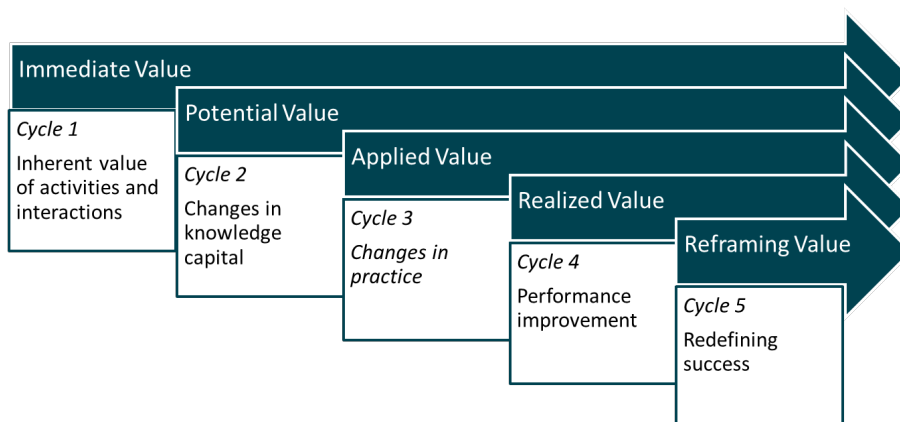 Immediate Value
Cycle 1
Inherent value
of activities and
interactions
Potential Value
Cycle 2
Changes in
knowledge
capital
Applied Value
Cycle 3
Changes in
practice
Realized Value
Cycle 4
Performance
improvement
Reframing Value
Cycle 5
Redefining
success